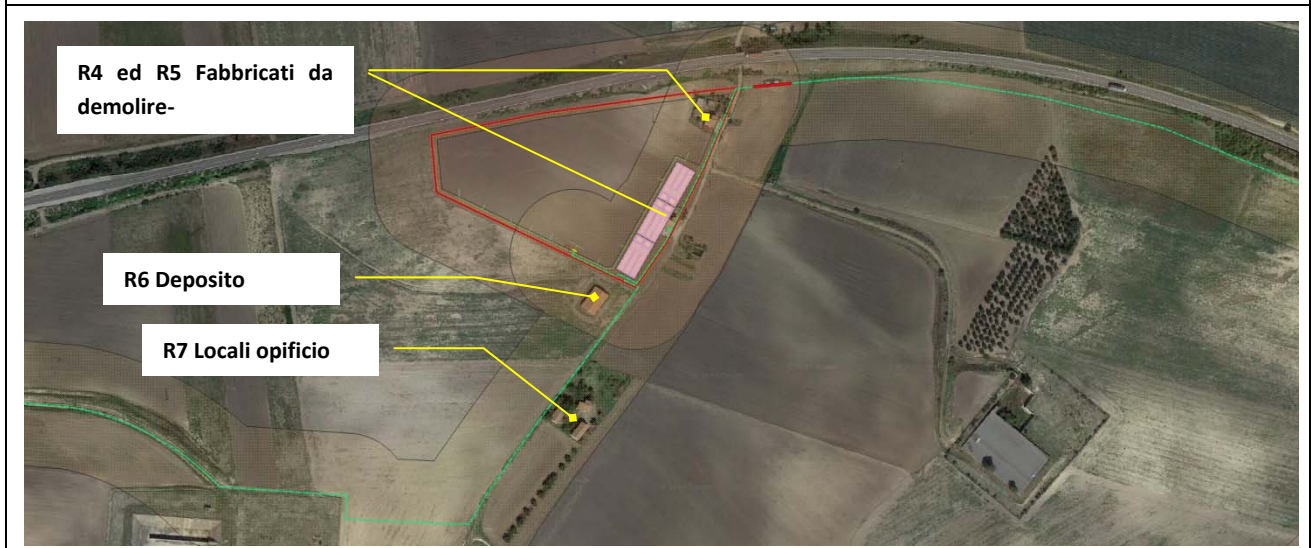 R4 ed R5 Fabbricati da
demolire-
R6 Deposito
R7 Locali opificio